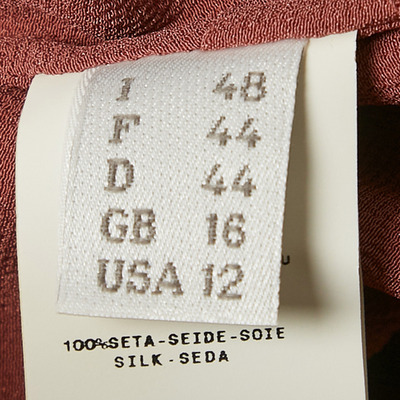 I 48
F 44
D 44
GB 16
USA 12
100%SETA-SEIDE-SOIE
SILK-SEDA